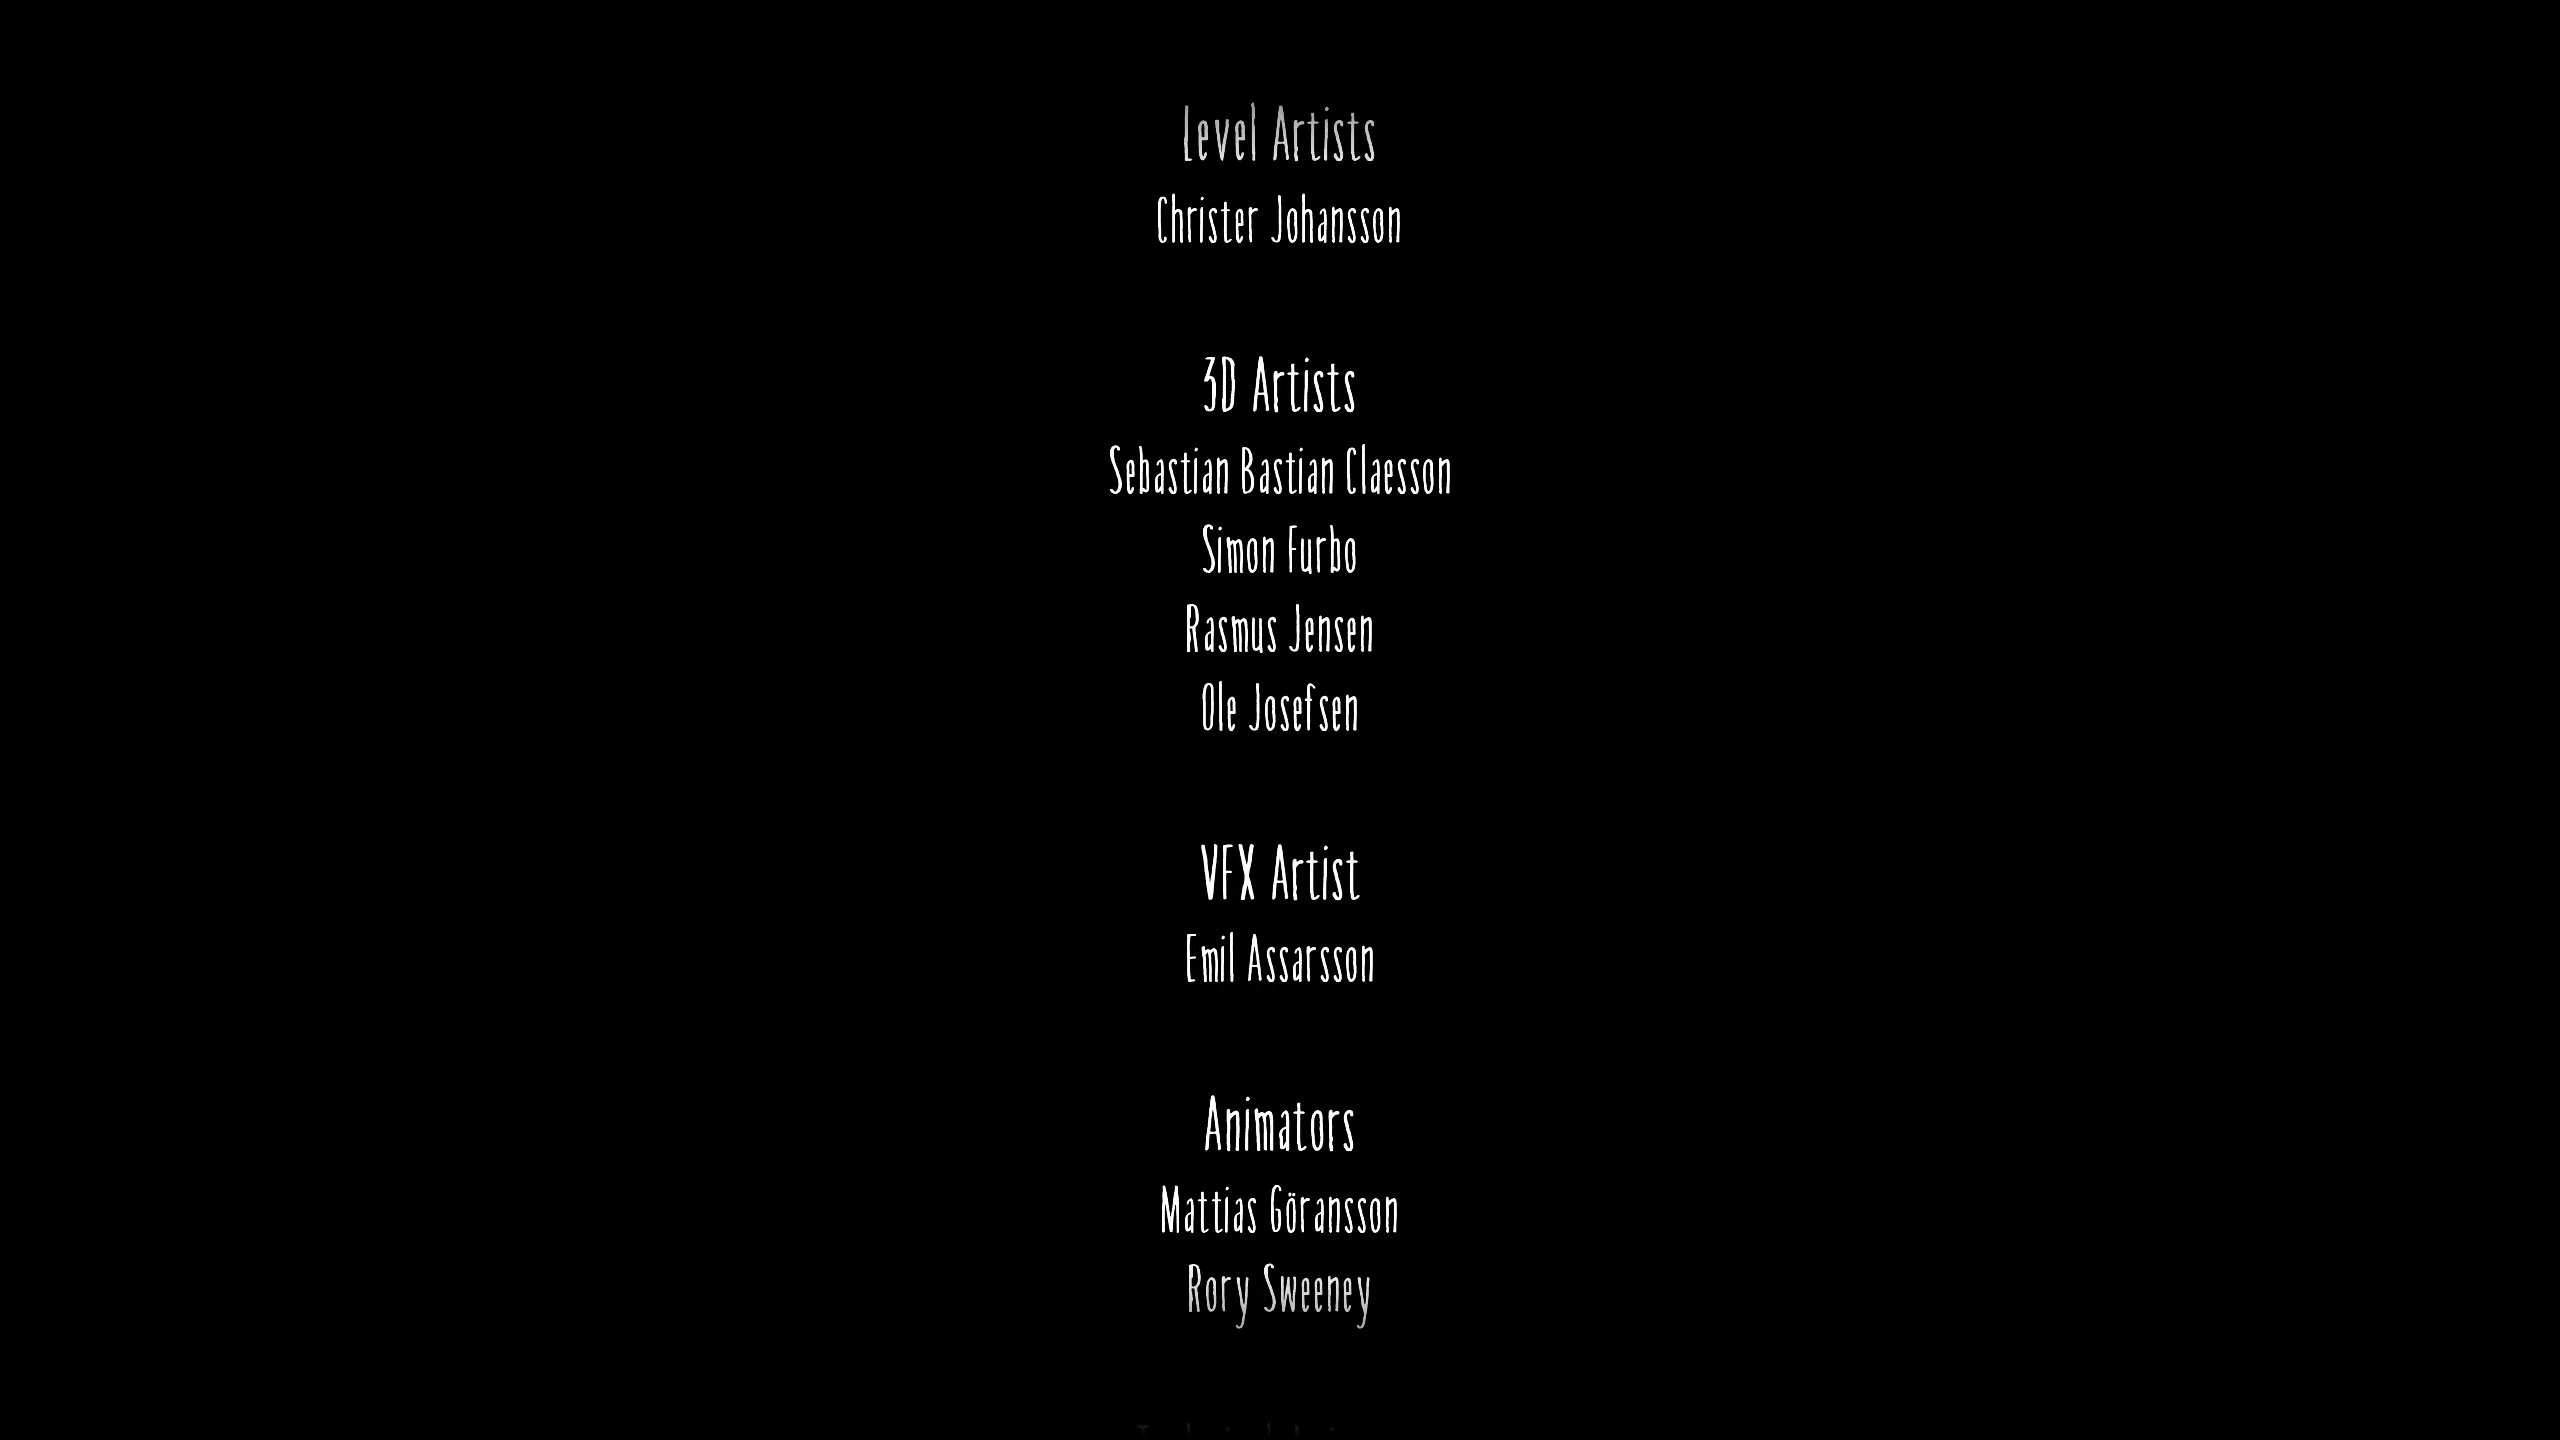 Level Artists
Christer Johansson
3D Artists
Sebastian Bastian Claesson
Simon Furbo
Rasmus Jensen
Ole Josefsen
VFX Artist
Emil Assarsson
Animators
Mattias Göransson
Rory Sweeney